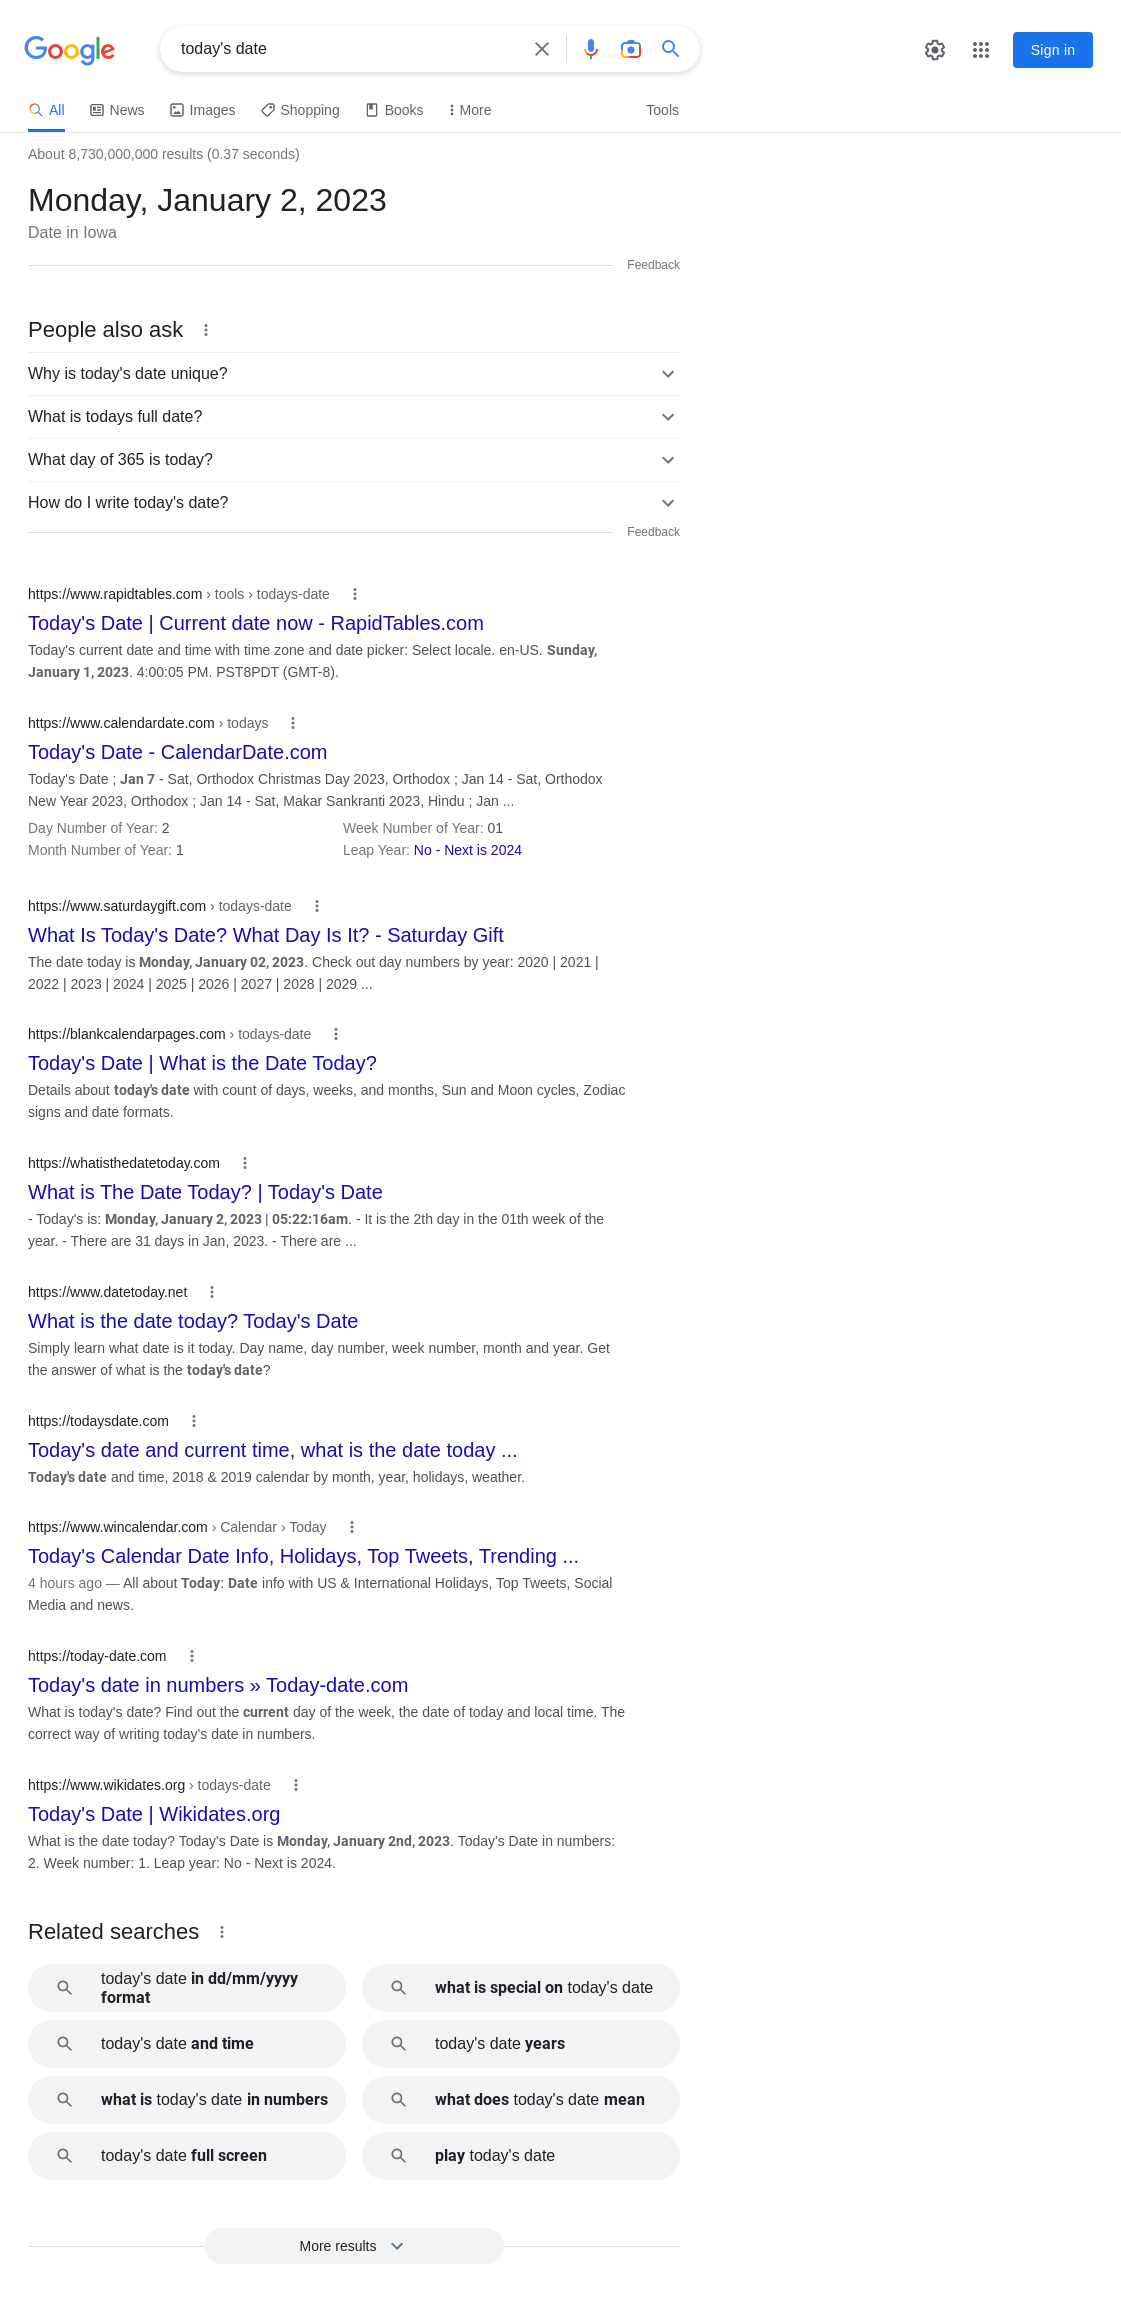 Google
today's date
Sign in
All News Images Shopping Books More Tools
About 8,730,000,000 results (0.37 seconds)
Monday, January 2, 2023
Date in Iowa
Feedback
People also ask
Why is today's date unique?
What is todays full date?
What day of 365 is today?
How do I write today's date?
Feedback
https://www.rapidtables.com › tools › todays-date
Today's Date | Current date now - RapidTables.com
Today's current date and time with time zone and date picker: Select locale. en-US. Sunday,
January 1, 2023. 4:00:05 PM. PST8PDT (GMT-8).
https://www.calendardate.com › todays
Today's Date - CalendarDate.com
Today's Date ; Jan 7 - Sat, Orthodox Christmas Day 2023, Orthodox ; Jan 14 - Sat, Orthodox
New Year 2023, Orthodox ; Jan 14 - Sat, Makar Sankranti 2023, Hindu ; Jan ...
Day Number of Year: 2 Week Number of Year: 01
Month Number of Year: 1 Leap Year: No - Next is 2024
https://www.saturdaygift.com › todays-date
What Is Today's Date? What Day Is It? - Saturday Gift
The date today is Monday, January 02, 2023. Check out day numbers by year: 2020 | 2021 |
2022 | 2023 | 2024 | 2025 | 2026 | 2027 | 2028 | 2029 ...
https://blankcalendarpages.com › todays-date
Today's Date | What is the Date Today?
Details about today's date with count of days, weeks, and months, Sun and Moon cycles, Zodiac
signs and date formats.
https://whatisthedatetoday.com
What is The Date Today? | Today's Date
- Today's is: Monday, January 2, 2023 | 05:22:16am. - It is the 2th day in the 01th week of the
year. - There are 31 days in Jan, 2023. - There are ...
https://www.datetoday.net
What is the date today? Today's Date
Simply learn what date is it today. Day name, day number, week number, month and year. Get
the answer of what is the today's date?
https://todaysdate.com
Today's date and current time, what is the date today ...
Today's date and time, 2018 & 2019 calendar by month, year, holidays, weather.
https://www.wincalendar.com › Calendar › Today
Today's Calendar Date Info, Holidays, Top Tweets, Trending ...
4 hours ago — All about Today: Date info with US & International Holidays, Top Tweets, Social
Media and news.
https://today-date.com
Today's date in numbers » Today-date.com
What is today's date? Find out the current day of the week, the date of today and local time. The
correct way of writing today's date in numbers.
https://www.wikidates.org › todays-date
Today's Date | Wikidates.org
What is the date today? Today's Date is Monday, January 2nd, 2023. Today's Date in numbers:
2. Week number: 1. Leap year: No - Next is 2024.
Related searches
today's date in dd/mm/yyyy
format
what is special on today's date
today's date and time
today's date years
what is today's date in numbers
what does today's date mean
today's date full screen
play today's date
More results